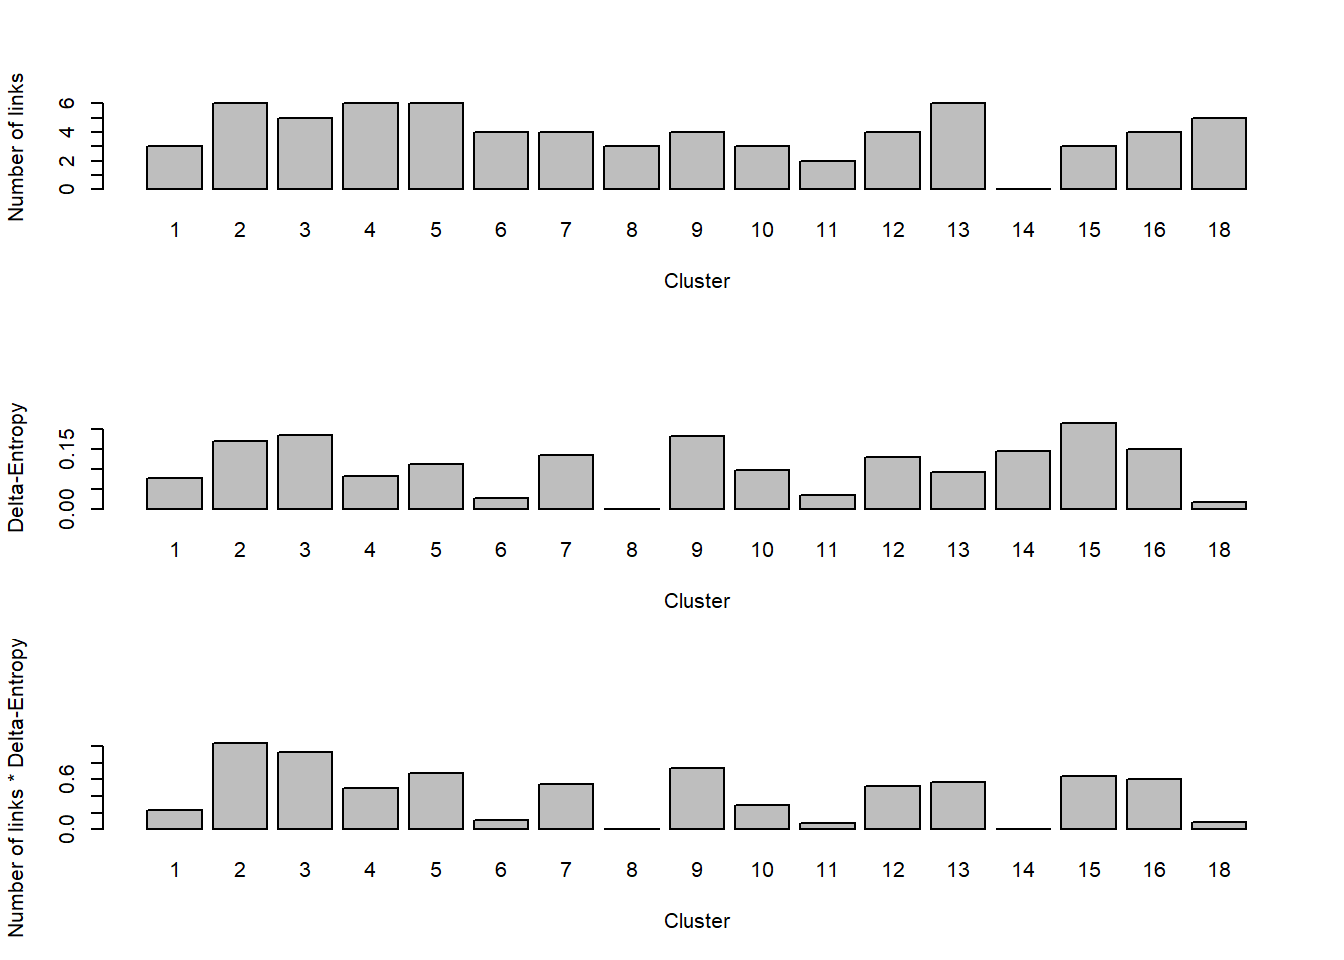 Number of links
6
4
2
0
1 2 3 4 5 6 7 8 9 10 11 12 13 14 15 16 18
Cluster
Delta-Entropy
0.15
0.00
1 2 3 4 5 6 7 8 9 10 11 12 13 14 15 16 18
Cluster
Number of links * Delta-Entropy
0.6
0.0
1 2 3 4 5 6 7 8 9 10 11 12 13 14 15 16 18
Cluster